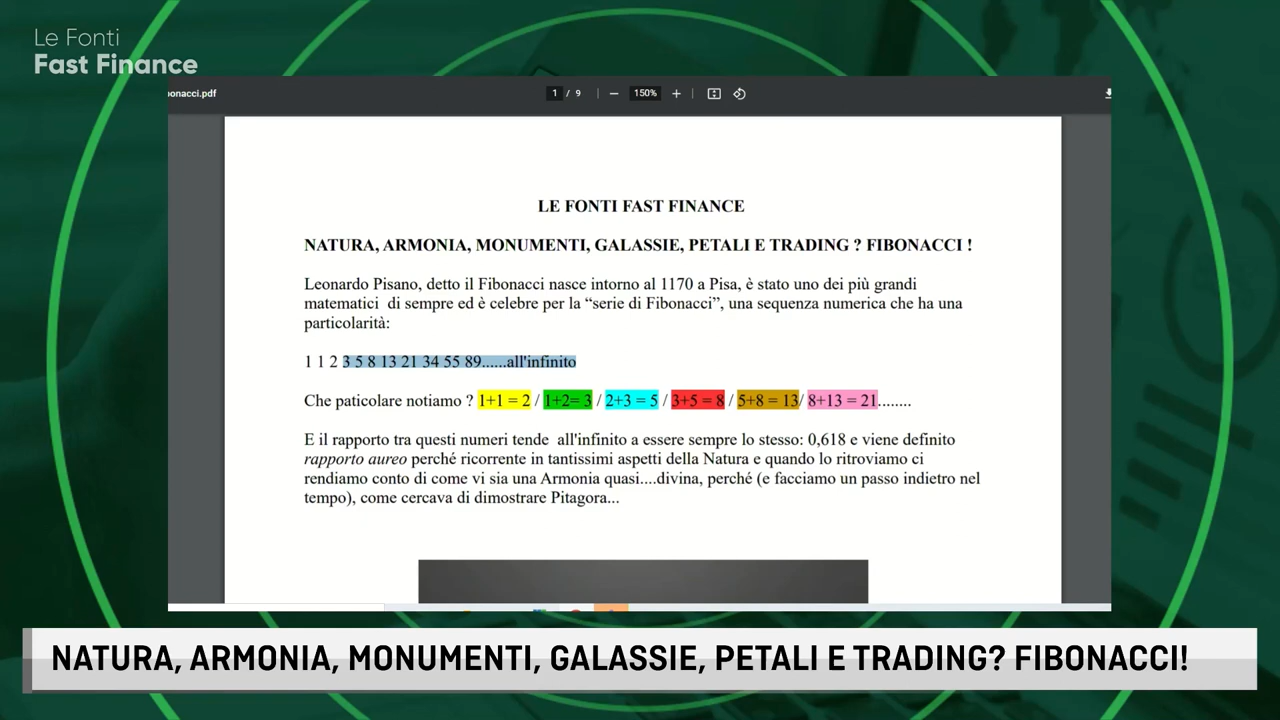 Le Fonti
Fast Finance
onacci.pdf
1 / 9
150%
LE FONTI FAST FINANCE
NATURA, ARMONIA, MONUMENTI, GALASSIE, PETALI E TRADING ? FIBONACCI !
Leonardo Pisano, detto il Fibonacci nasce intorno al 1170 a Pisa, è stato uno dei più grandi
matematici di sempre ed è celebre per la “serie di Fibonacci”, una sequenza numerica che ha una
particolarità:
1 1 2 3 5 8 13 21 34 55 89......all'infinito
Che paticolare notiamo ? 1+1 = 2 / 1+2= 3 / 2+3 = 5 / 3+5 = 8 / 5+8 = 13/ 8+13 = 21........
E il rapporto tra questi numeri tende all'infinito a essere sempre lo stesso: 0,618 e viene definito
rapporto aureo perché ricorrente in tantissimi aspetti della Natura e quando lo ritroviamo ci
rendiamo conto di come vi sia una Armonia quasi....divina, perché (e facciamo un passo indietro nel
tempo), come cercava di dimostrare Pitagora...
NATURA, ARMONIA, MONUMENTI, GALASSIE, PETALI E TRADING? FIBONACCI!